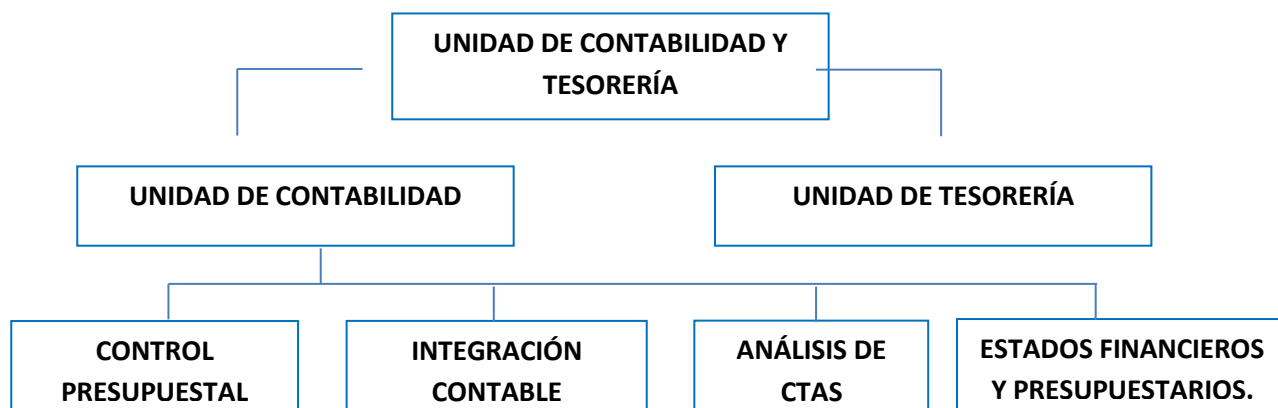 UNIDAD DE CONTABILIDAD Y
TESORERÍA
UNIDAD DE CONTABILIDAD
UNIDAD DE TESORERÍA
CONTROL
PRESUPUESTAL
INTEGRACIÓN
CONTABLE
ANÁLISIS DE
CTAS
ESTADOS FINANCIEROS
Y PRESUPUESTARIOS.